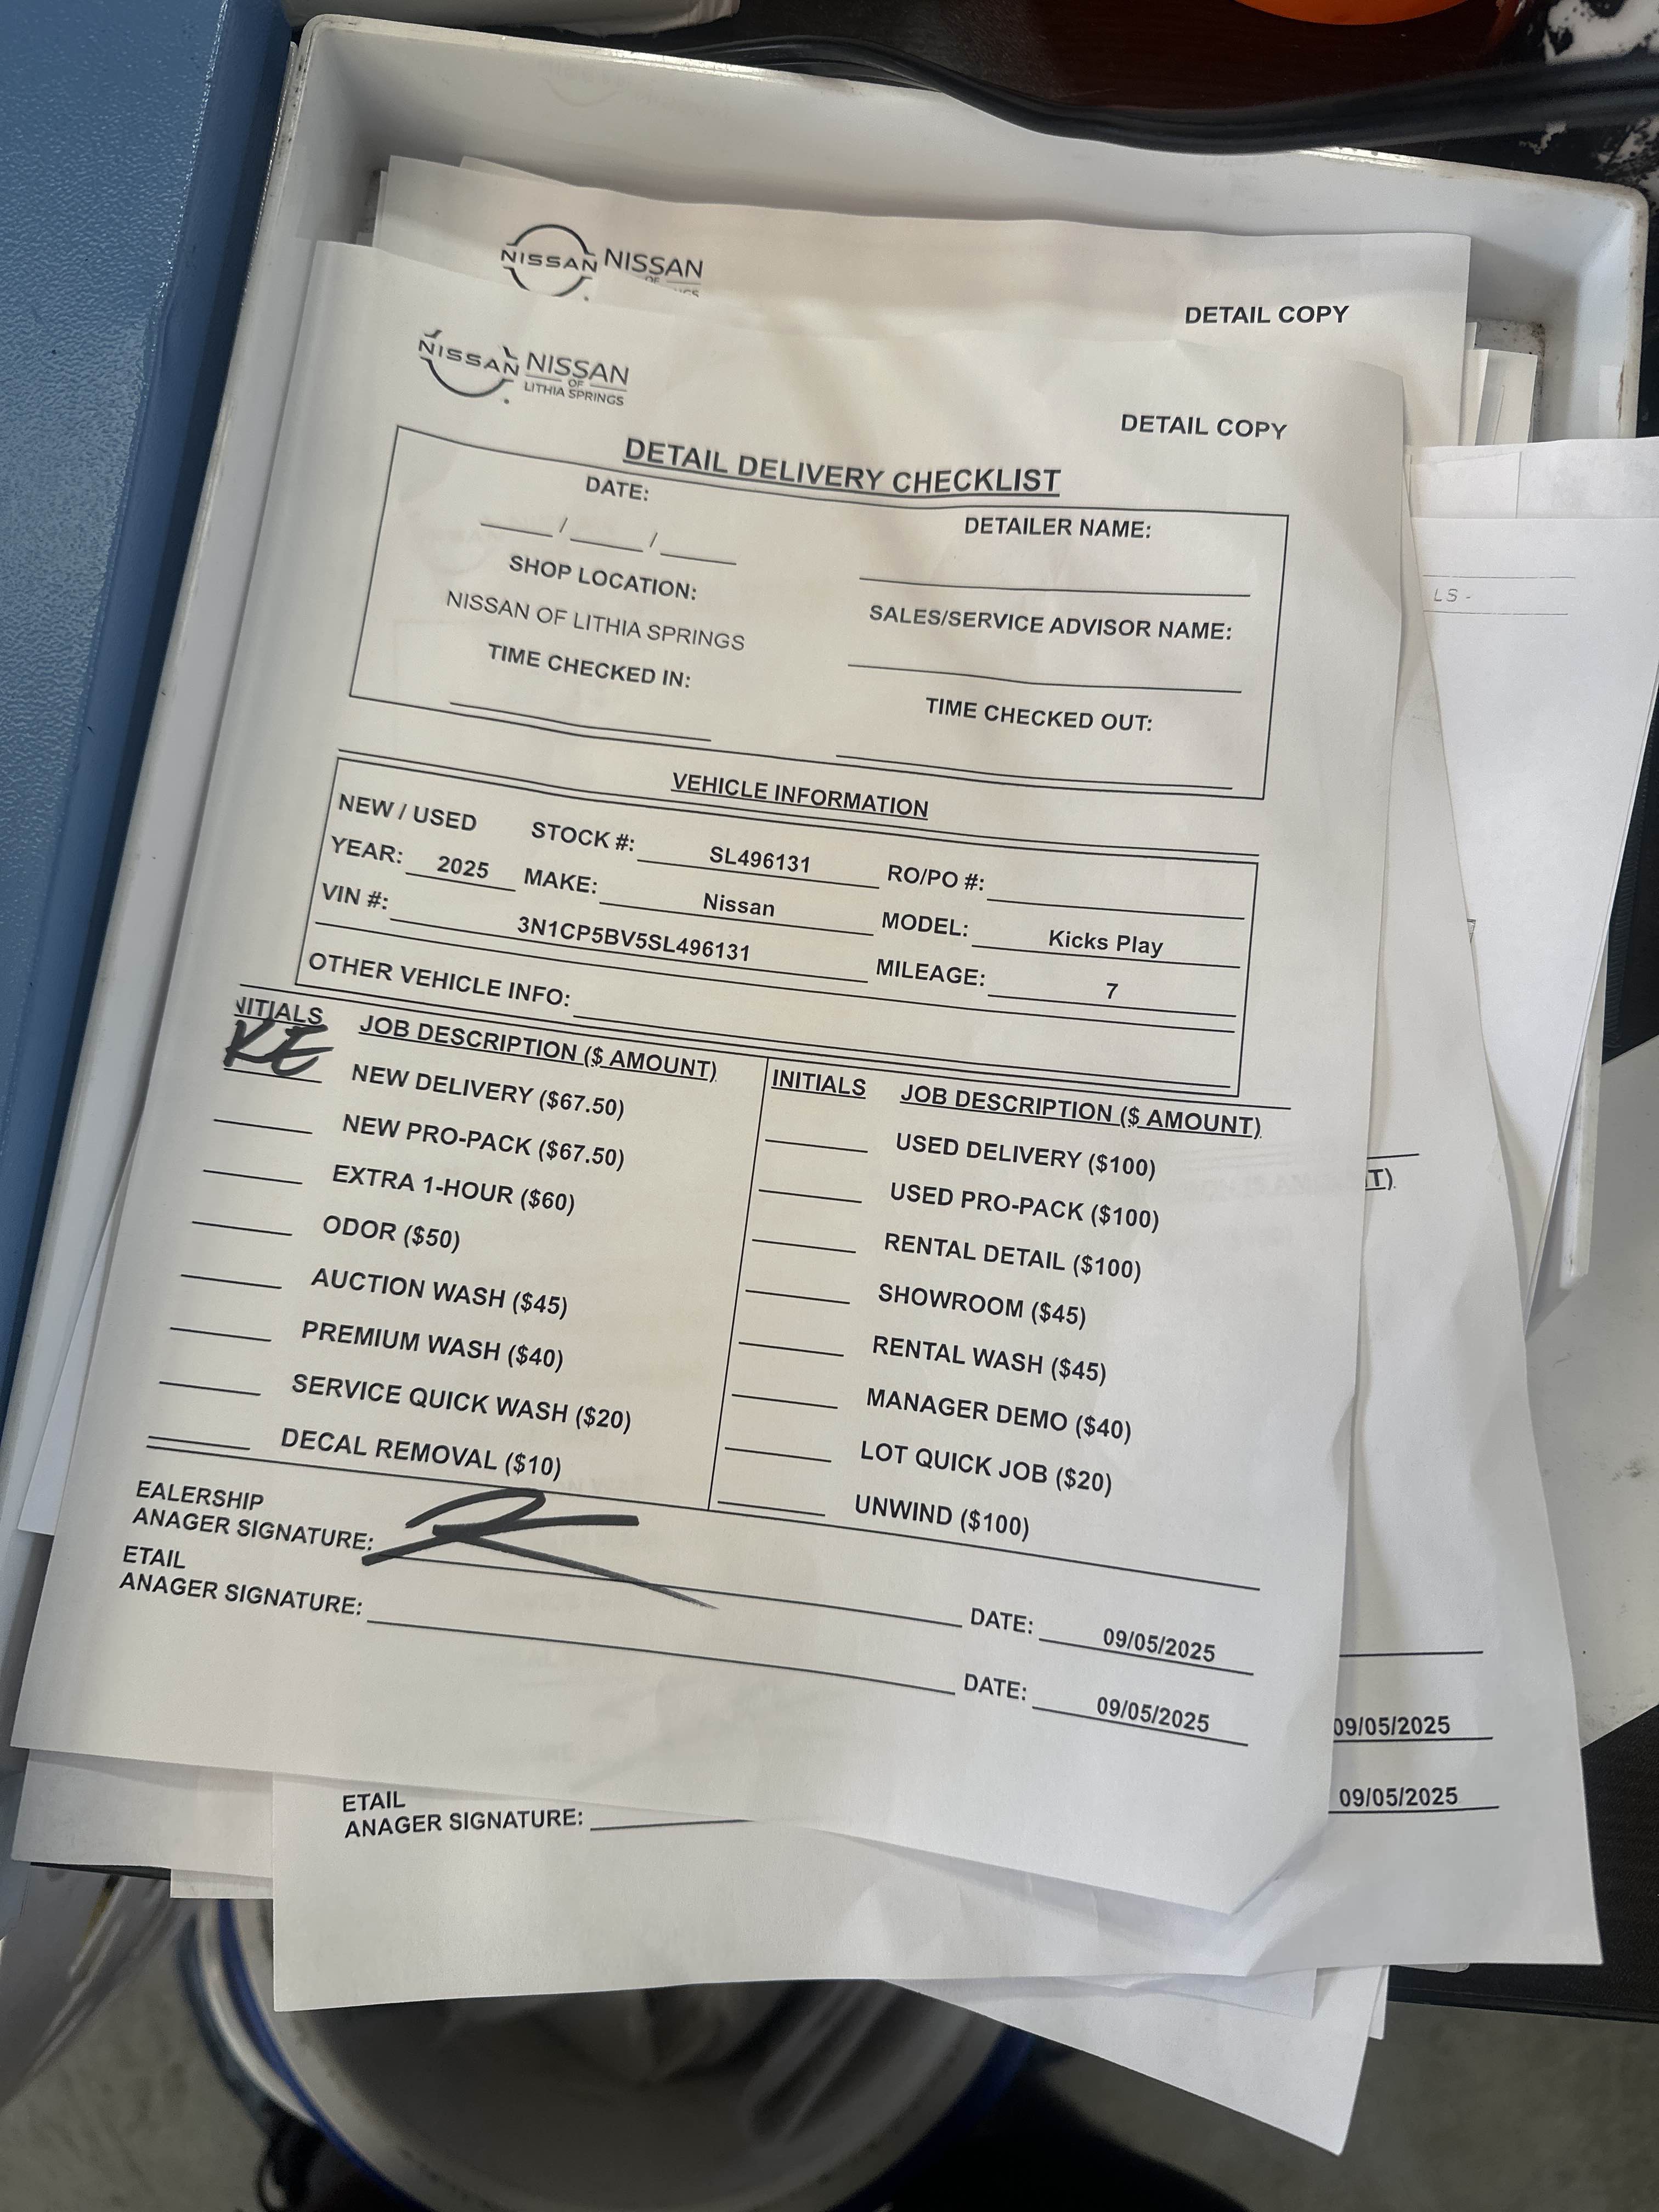 NISSAN NISSAN
OF
DETAIL COPY
NISSAN NISSAN
OF
LITHIA SPRINGS
DETAIL COPY
DETAIL DELIVERY CHECKLIST
DATE:
DETAILER NAME:
___/___/___
SHOP LOCATION:
NISSAN OF LITHIA SPRINGS
SALES/SERVICE ADVISOR NAME:
TIME CHECKED IN:
TIME CHECKED OUT:
VEHICLE INFORMATION
NEW / USED STOCK #: SL496131 RO/PO #:
YEAR: 2025 MAKE: Nissan MODEL: Kicks Play
VIN #: 3N1CP5BV5SL496131 MILEAGE: 7
OTHER VEHICLE INFO:
NITIALS JOB DESCRIPTION ($ AMOUNT)
KE NEW DELIVERY ($67.50)
NEW PRO-PACK ($67.50)
EXTRA 1-HOUR ($60)
ODOR ($50)
AUCTION WASH ($45)
PREMIUM WASH ($40)
SERVICE QUICK WASH ($20)
DECAL REMOVAL ($10)
INITIALS JOB DESCRIPTION ($ AMOUNT)
USED DELIVERY ($100)
USED PRO-PACK ($100)
RENTAL DETAIL ($100)
SHOWROOM ($45)
RENTAL WASH ($45)
MANAGER DEMO ($40)
LOT QUICK JOB ($20)
UNWIND ($100)
EALERSHIP
ANAGER SIGNATURE: DATE: 09/05/2025
ETAIL
ANAGER SIGNATURE: DATE: 09/05/2025
LS -
T)
09/05/2025
09/05/2025
ETAIL
ANAGER SIGNATURE: